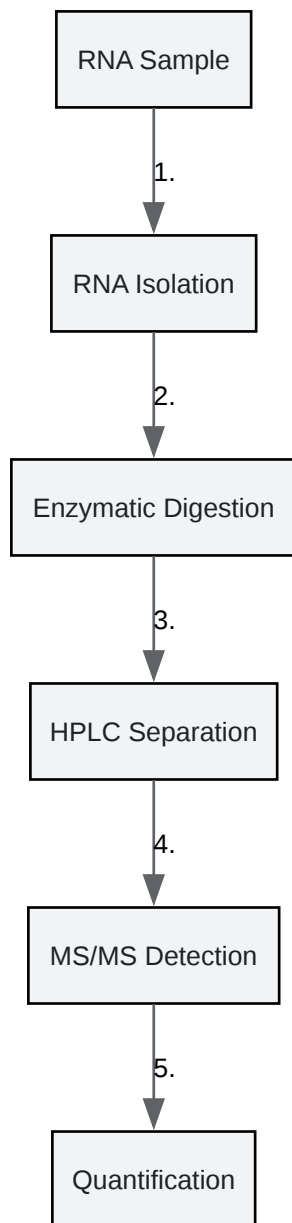 RNA Sample
1.
RNA Isolation
2.
Enzymatic Digestion
3.
HPLC Separation
4.
MS/MS Detection
5.
Quantification